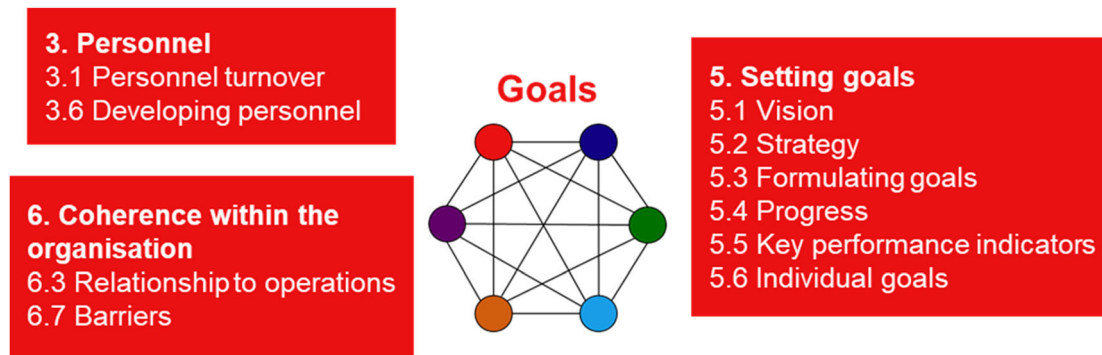 3. Personnel
3.1 Personnel turnover
3.6 Developing personnel
6. Coherence within the
organisation
6.3 Relationship to operations
6.7 Barriers
Goals
5. Setting goals
5.1 Vision
5.2 Strategy
5.3 Formulating goals
5.4 Progress
5.5 Key performance indicators
5.6 Individual goals